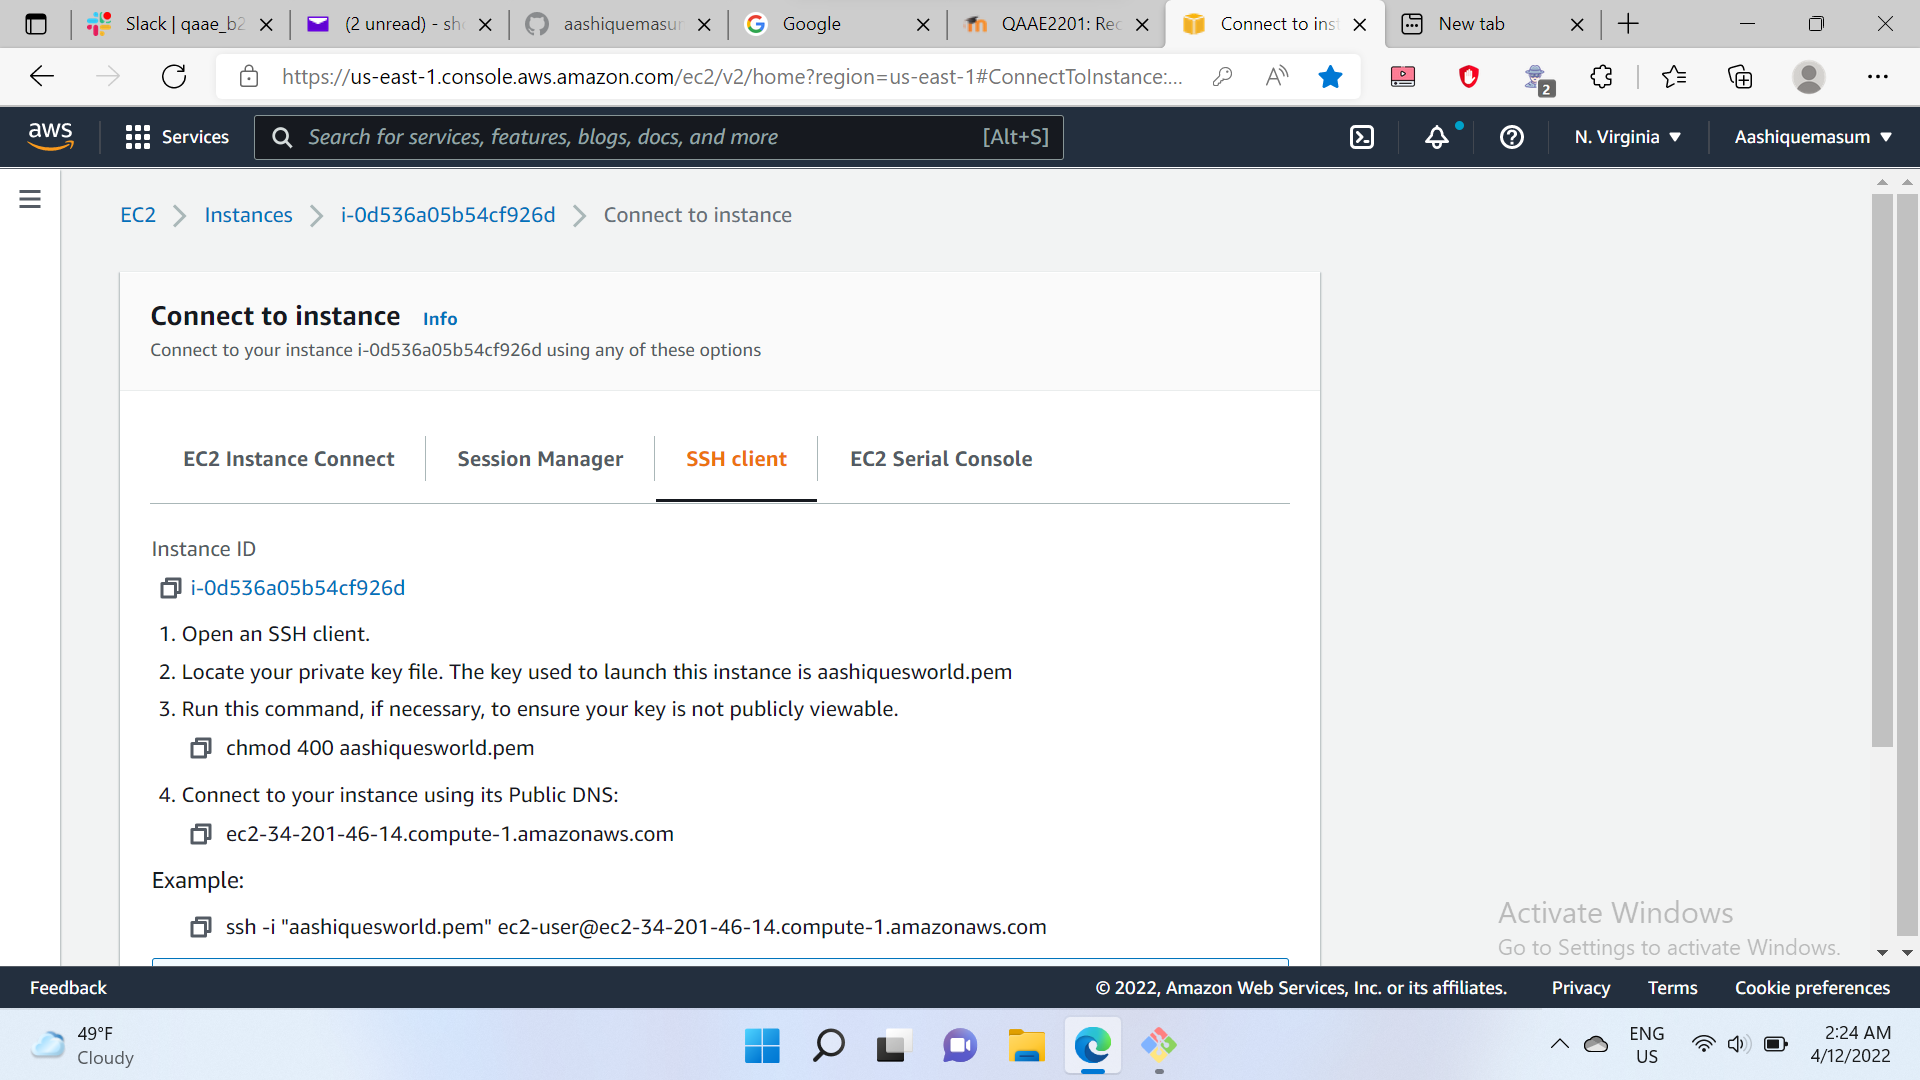 Slack | qaae_b2
(2 unread) - sho
aashiquemasum
Google
QAAE2201: Rec
Connect to inst
New tab
https://us-east-1.console.aws.amazon.com/ec2/v2/home?region=us-east-1#ConnectToInstance:...
2
aws
Services
Search for services, features, blogs, docs, and more
[Alt+S]
N. Virginia
Aashiquemasum
EC2
Instances
i-0d536a05b54cf926d
Connect to instance
Connect to instance
Info
Connect to your instance i-0d536a05b54cf926d using any of these options
EC2 Instance Connect
Session Manager
SSH client
EC2 Serial Console
Instance ID
i-0d536a05b54cf926d
1. Open an SSH client.
2. Locate your private key file. The key used to launch this instance is aashiquesworld.pem
3. Run this command, if necessary, to ensure your key is not publicly viewable.
chmod 400 aashiquesworld.pem
4. Connect to your instance using its Public DNS:
ec2-34-201-46-14.compute-1.amazonaws.com
Example:
ssh -i "aashiquesworld.pem" ec2-user@ec2-34-201-46-14.compute-1.amazonaws.com
Activate Windows
Go to Settings to activate Windows.
Feedback
© 2022, Amazon Web Services, Inc. or its affiliates.
Privacy
Terms
Cookie preferences
49°F
Cloudy
ENG
US
2:24 AM
4/12/2022